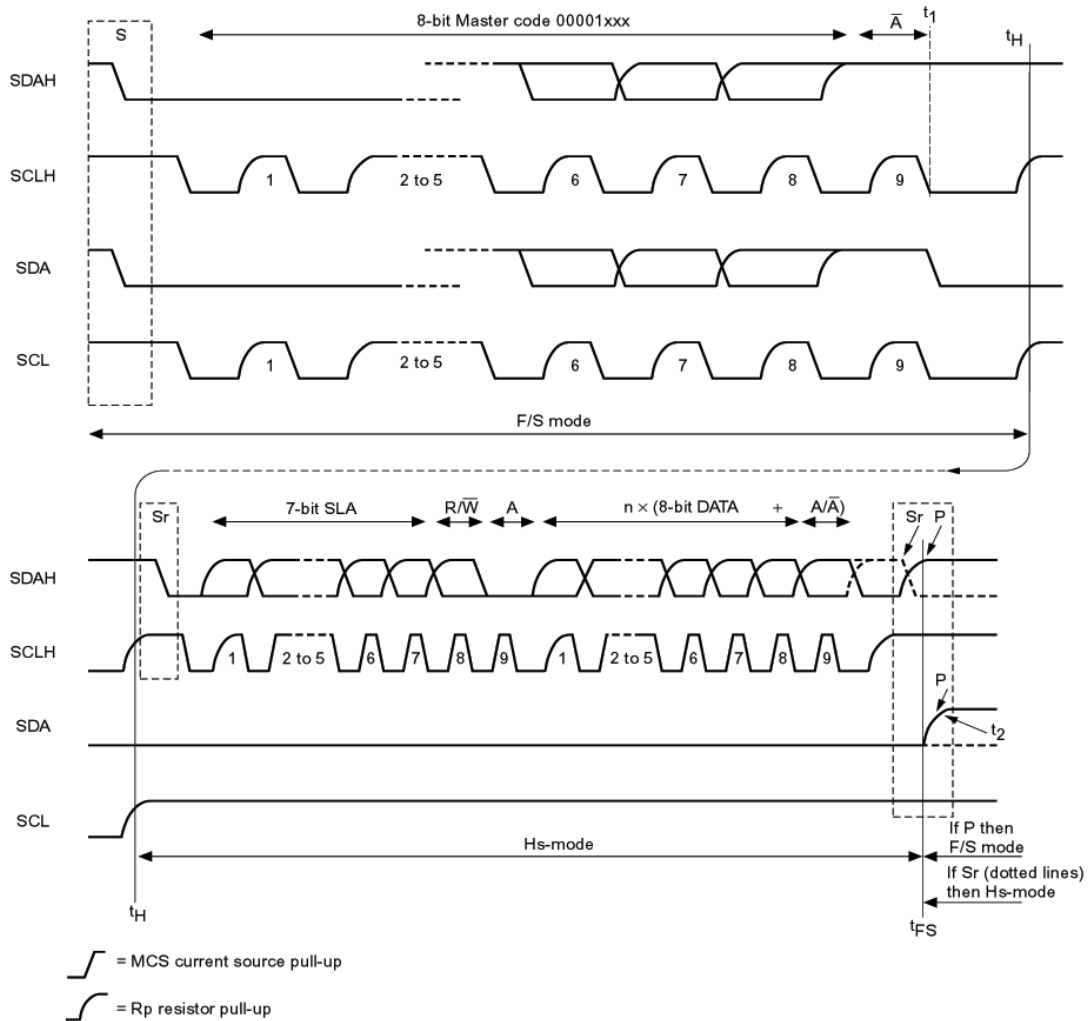 8-bit Master code 00001xxx
S
A̅
t1
tH
SDAH
SCLH
1
2 to 5
6
7
8
9
SDA
SCL
1
2 to 5
6
7
8
9
F/S mode
Sr
7-bit SLA
R/W̅
A
n × (8-bit DATA
+
A/A̅)
Sr
P
SDAH
SCLH
1
2 to 5
6
7
8
9
1
2 to 5
6
7
8
9
SDA
P
t2
SCL
Hs-mode
If P then
F/S mode
If Sr (dotted lines)
then Hs-mode
tH
tFS
= MCS current source pull-up
= Rp resistor pull-up